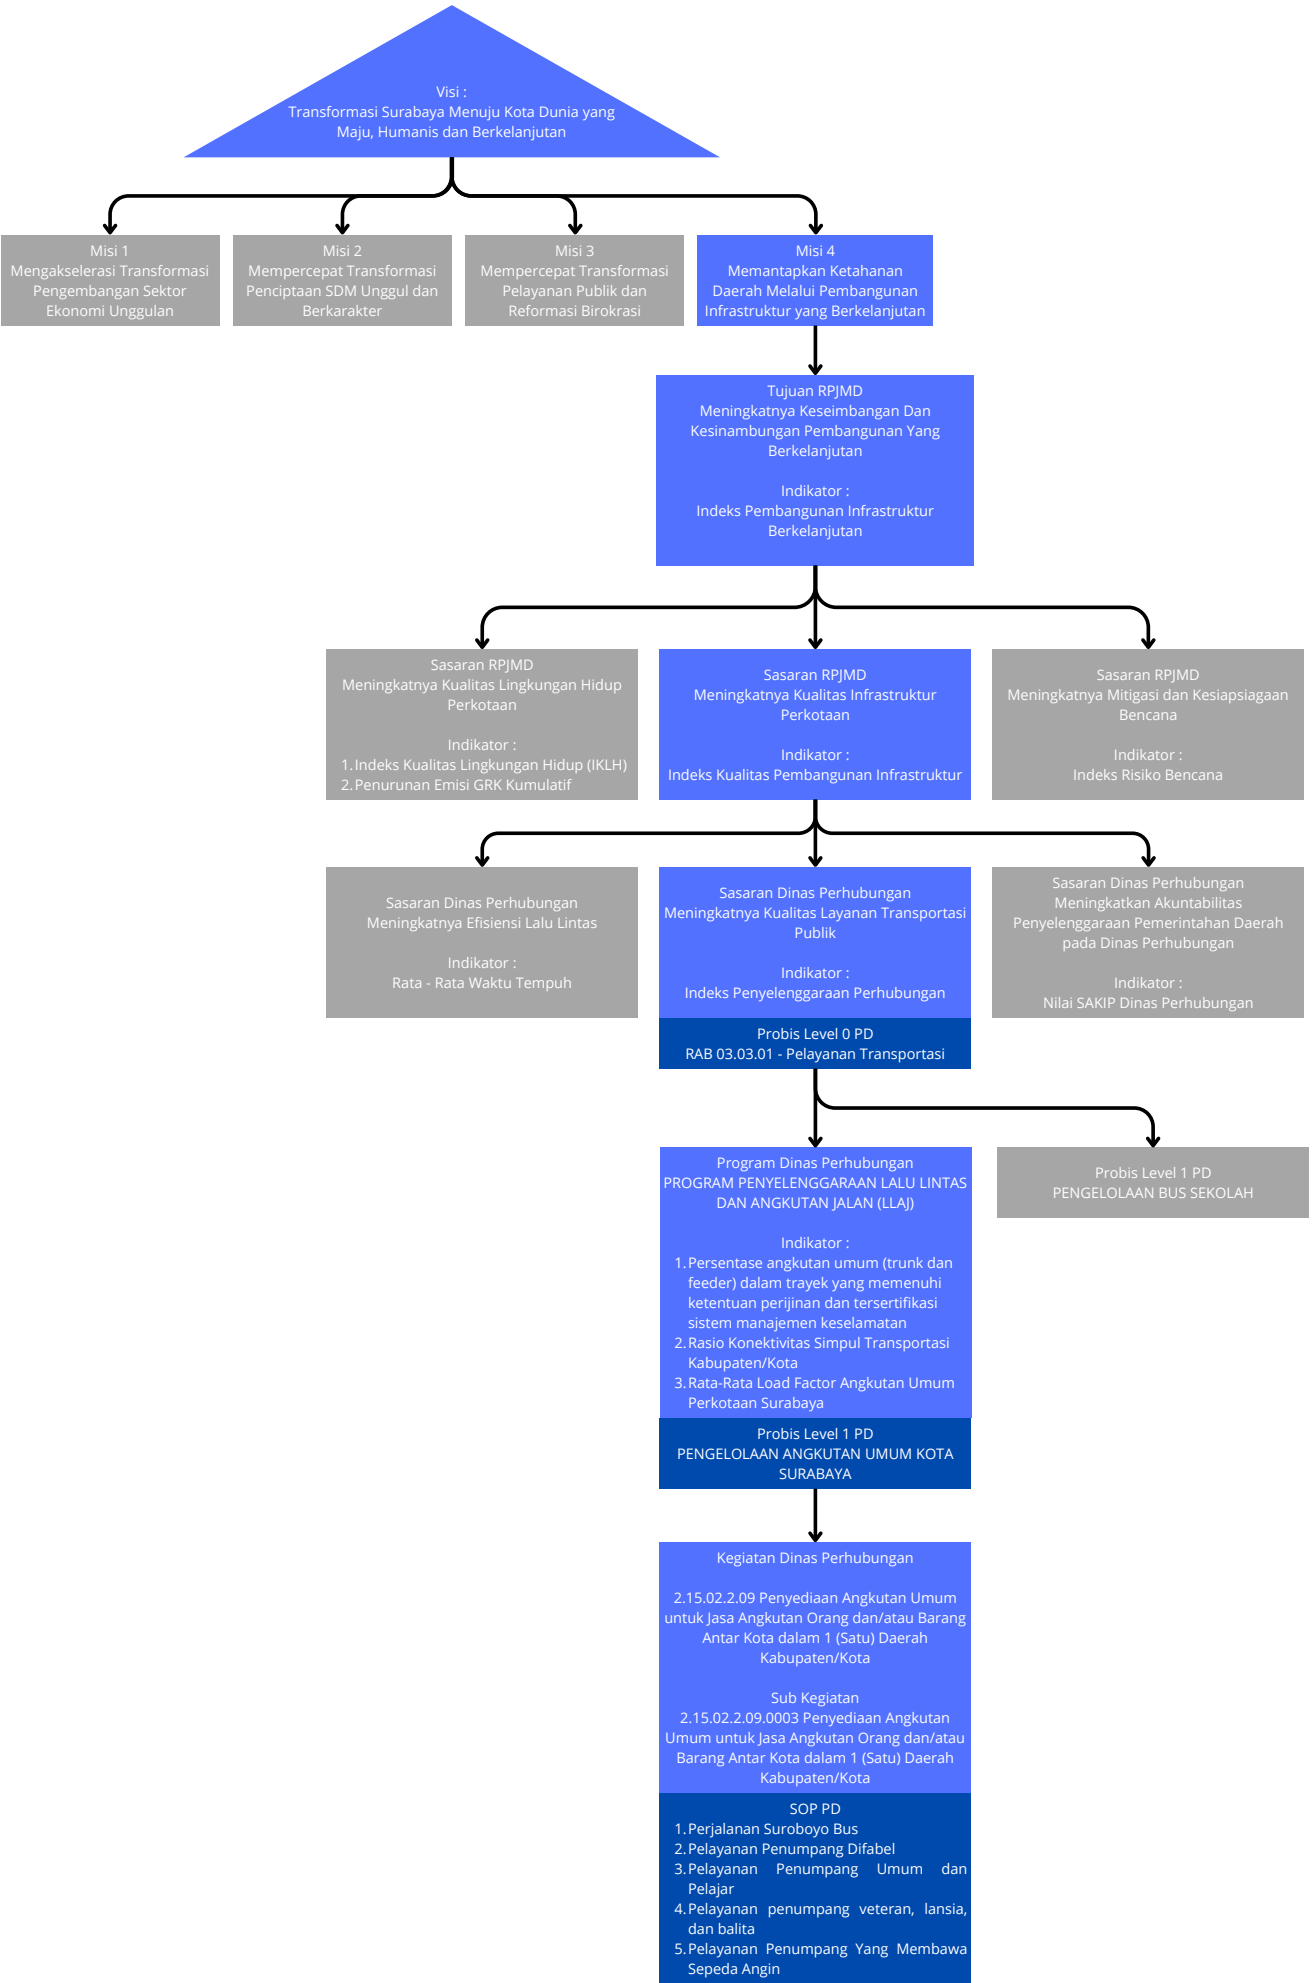 Visi :
Transformasi Surabaya Menuju Kota Dunia yang
Maju, Humanis dan Berkelanjutan
Misi 1
Mengakselerasi Transformasi
Pengembangan Sektor
Ekonomi Unggulan
Misi 2
Mempercepat Transformasi
Penciptaan SDM Unggul dan
Berkarakter
Misi 3
Mempercepat Transformasi
Pelayanan Publik dan
Reformasi Birokrasi
Misi 4
Memantapkan Ketahanan
Daerah Melalui Pembangunan
Infrastruktur yang Berkelanjutan
Tujuan RPJMD
Meningkatnya Keseimbangan Dan
Kesinambungan Pembangunan Yang
Berkelanjutan
Indikator :
Indeks Pembangunan Infrastruktur
Berkelanjutan
Sasaran RPJMD
Meningkatnya Kualitas Lingkungan Hidup
Perkotaan
Indikator :
1. Indeks Kualitas Lingkungan Hidup (IKLH)
2. Penurunan Emisi GRK Kumulatif
Sasaran RPJMD
Meningkatnya Kualitas Infrastruktur
Perkotaan
Indikator :
Indeks Kualitas Pembangunan Infrastruktur
Sasaran RPJMD
Meningkatnya Mitigasi dan Kesiapsiagaan
Bencana
Indikator :
Indeks Risiko Bencana
Sasaran Dinas Perhubungan
Meningkatnya Efisiensi Lalu Lintas
Indikator :
Rata - Rata Waktu Tempuh
Sasaran Dinas Perhubungan
Meningkatnya Kualitas Layanan Transportasi
Publik
Indikator :
Indeks Penyelenggaraan Perhubungan
Probis Level 0 PD
RAB 03.03.01 - Pelayanan Transportasi
Sasaran Dinas Perhubungan
Meningkatkan Akuntabilitas
Penyelenggaraan Pemerintahan Daerah
pada Dinas Perhubungan
Indikator :
Nilai SAKIP Dinas Perhubungan
Program Dinas Perhubungan
PROGRAM PENYELENGGARAAN LALU LINTAS
DAN ANGKUTAN JALAN (LLAJ)
Indikator :
1. Persentase angkutan umum (trunk dan
feeder) dalam trayek yang memenuhi
ketentuan perijinan dan tersertifikasi
sistem manajemen keselamatan
2. Rasio Konektivitas Simpul Transportasi
Kabupaten/Kota
3. Rata-Rata Load Factor Angkutan Umum
Perkotaan Surabaya
Probis Level 1 PD
PENGELOLAAN ANGKUTAN UMUM KOTA
SURABAYA
Probis Level 1 PD
PENGELOLAAN BUS SEKOLAH
Kegiatan Dinas Perhubungan
2.15.02.2.09 Penyediaan Angkutan Umum
untuk Jasa Angkutan Orang dan/atau Barang
Antar Kota dalam 1 (Satu) Daerah
Kabupaten/Kota
Sub Kegiatan
2.15.02.2.09.0003 Penyediaan Angkutan
Umum untuk Jasa Angkutan Orang dan/atau
Barang Antar Kota dalam 1 (Satu) Daerah
Kabupaten/Kota
SOP PD
1. Perjalanan Suroboyo Bus
2. Pelayanan Penumpang Difabel
3. Pelayanan Penumpang Umum dan
Pelajar
4. Pelayanan penumpang veteran, lansia,
dan balita
5. Pelayanan Penumpang Yang Membawa
Sepeda Angin